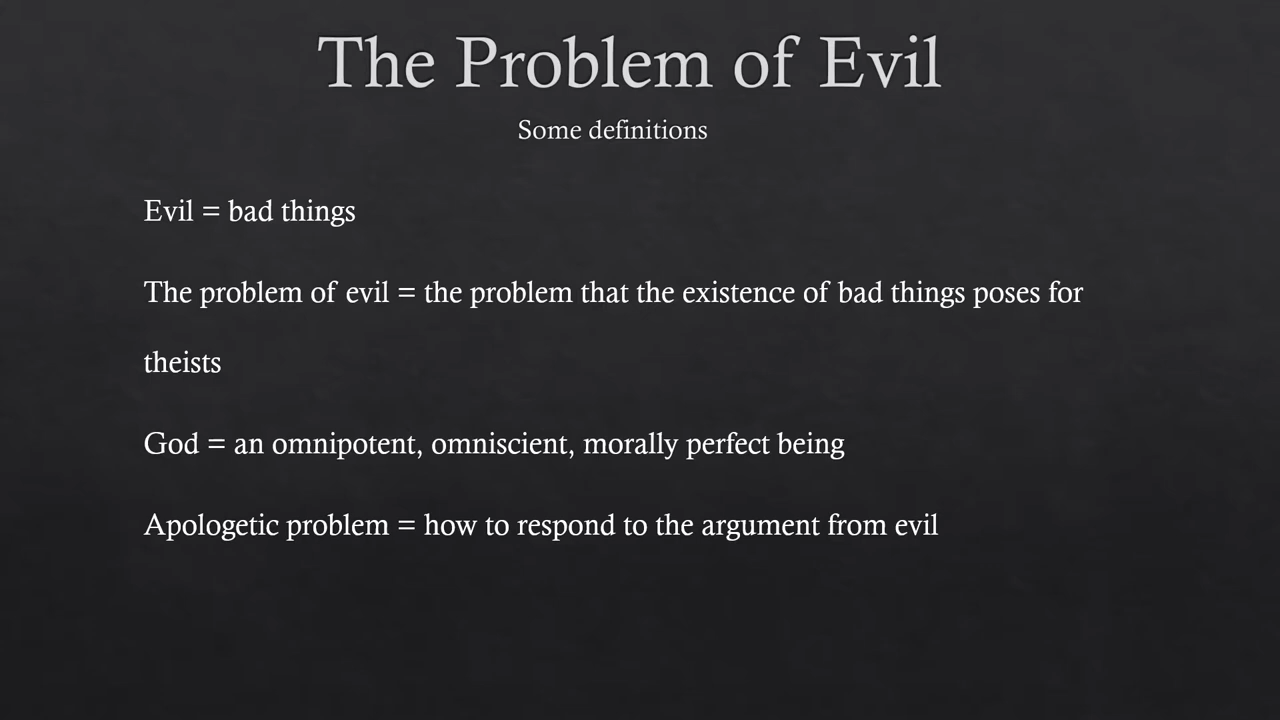 The Problem of Evil
Some definitions
Evil = bad things
The problem of evil = the problem that the existence of bad things poses for
theists
God = an omnipotent, omniscient, morally perfect being
Apologetic problem = how to respond to the argument from evil